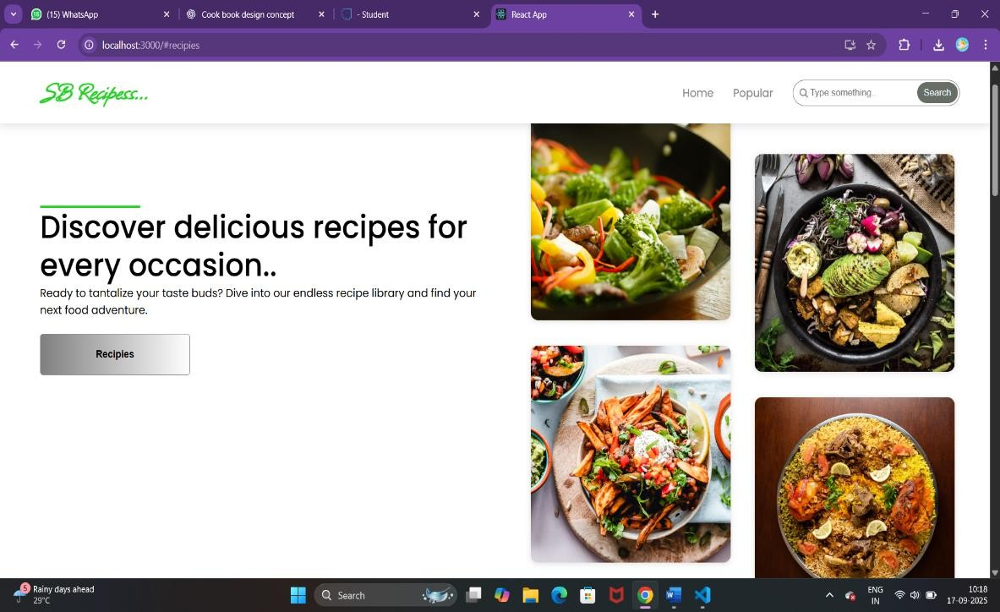 (15) WhatsApp
Cook book design concept
- Student
React App
localhost:3000/#recipies
SB Recipess...
Home
Popular
Type something..
Search
Discover delicious recipes for
every occasion..
Ready to tantalize your taste buds? Dive into our endless recipe library and find your
next food adventure.
Recipies
5
Rainy days ahead
29°C
Search
ENG
IN
10:18
17-09-2025